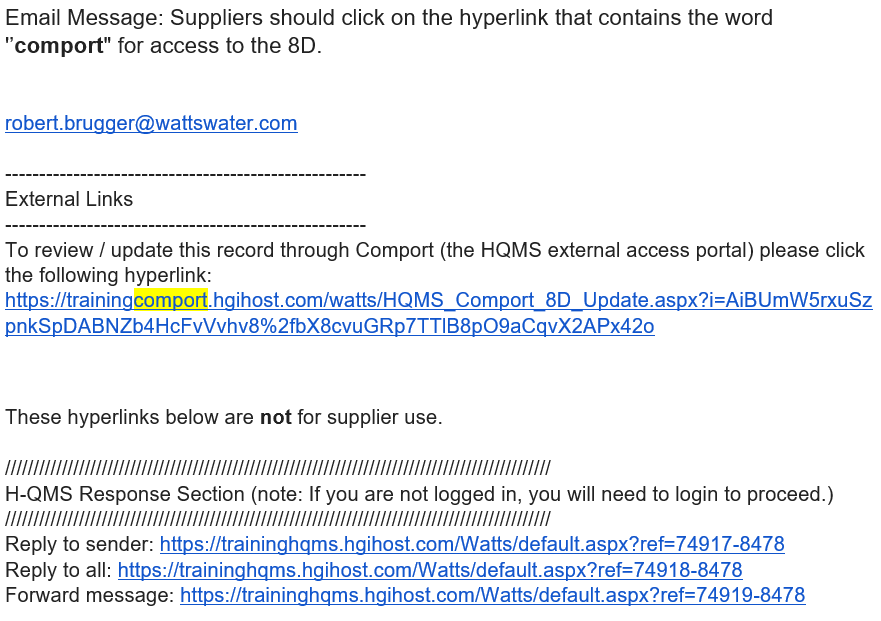 Email Message: Suppliers should click on the hyperlink that contains the word
"comport" for access to the 8D.
robert.brugger@wattswater.com
-----------------------------------------------------
External Links
-----------------------------------------------------
To review / update this record through Comport (the HQMS external access portal) please click
the following hyperlink:
https://trainingcomport.hgihost.com/watts/HQMS_Comport_8D_Update.aspx?i=AiBUmW5rxuSz
pnkSpDABNZb4HcFvVvhv8%2fbX8cvuGRp7TTlB8pO9aCqvX2APx42o
These hyperlinks below are not for supplier use.
////////////////////////////////////////////////////////////////////////////////////////////////
H-QMS Response Section (note: If you are not logged in, you will need to login to proceed.)
////////////////////////////////////////////////////////////////////////////////////////////////
Reply to sender: https://traininghqms.hgihost.com/Watts/default.aspx?ref=74917-8478
Reply to all: https://traininghqms.hgihost.com/Watts/default.aspx?ref=74918-8478
Forward message: https://traininghqms.hgihost.com/Watts/default.aspx?ref=74919-8478